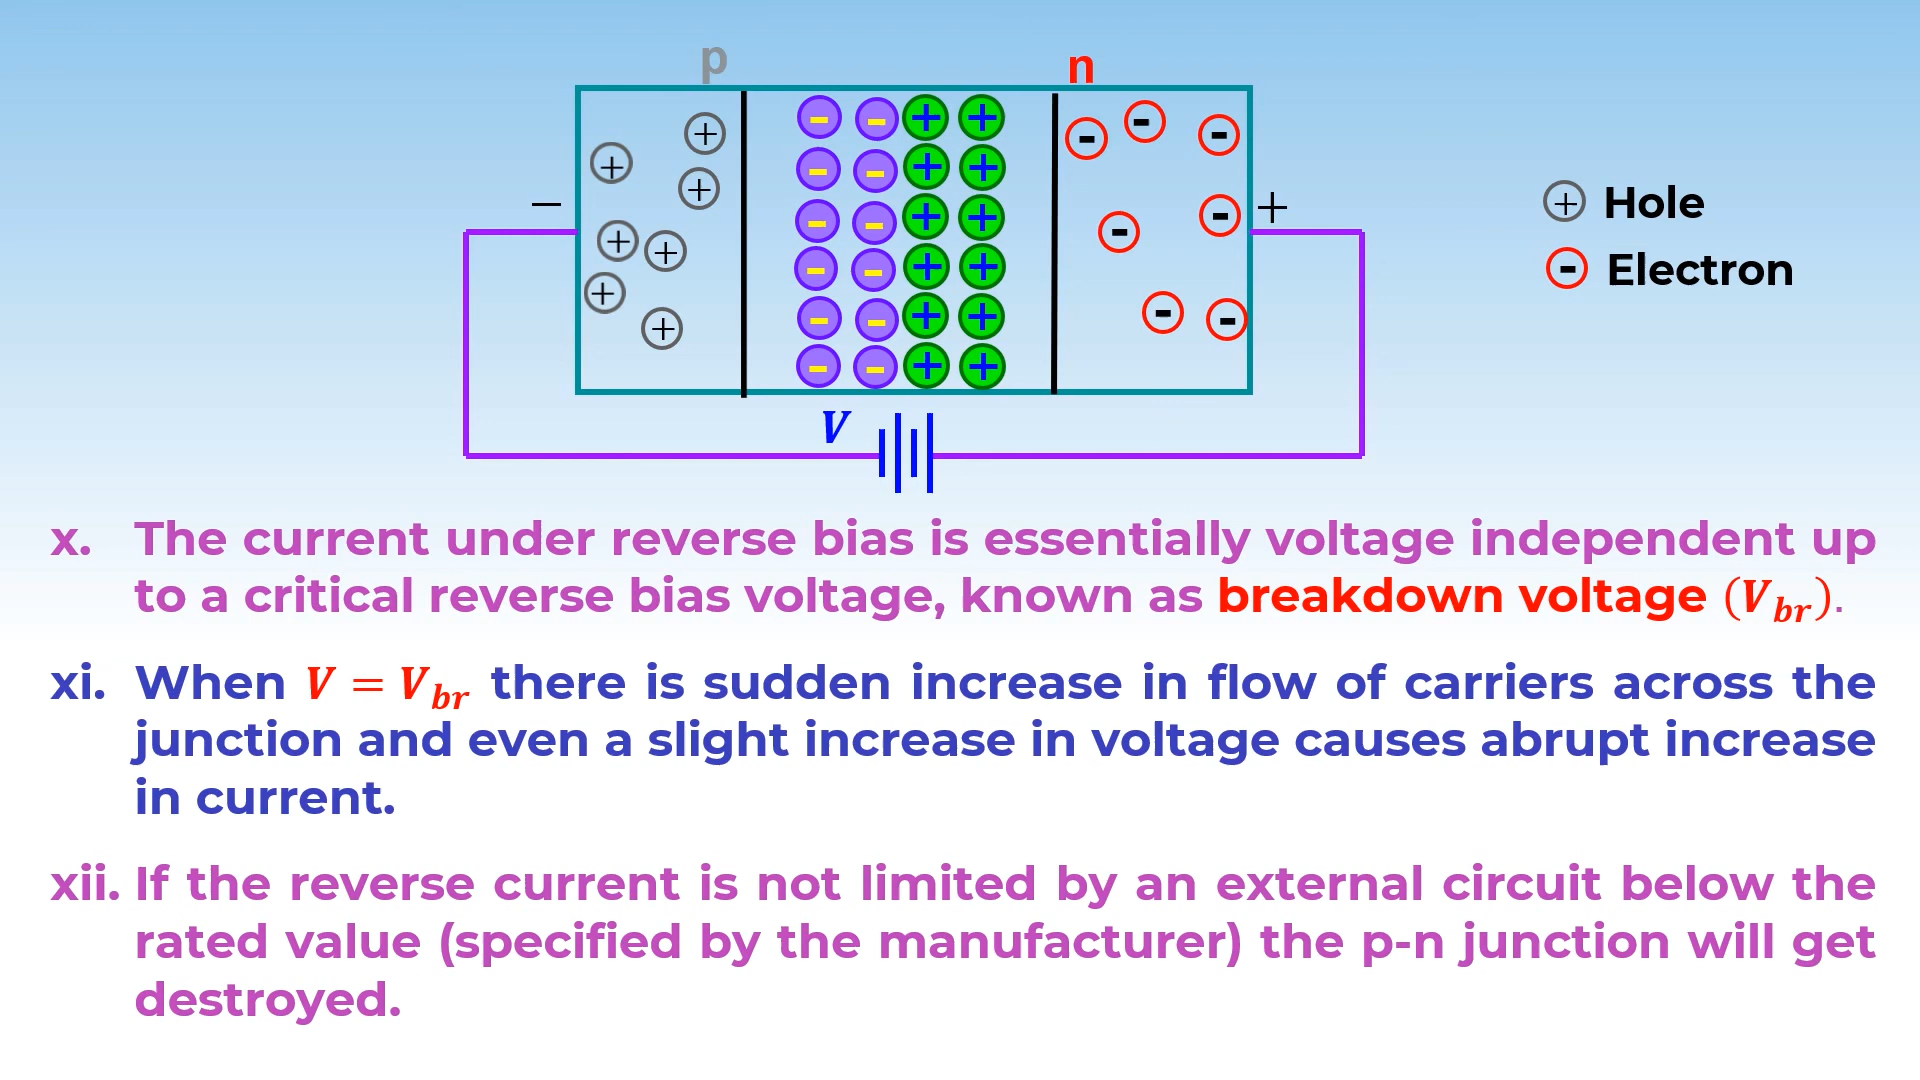 p
n
−
+
Hole
Electron
V
x. The current under reverse bias is essentially voltage independent up
to a critical reverse bias voltage, known as breakdown voltage (V_br).
xi. When V = V_br there is sudden increase in flow of carriers across the
junction and even a slight increase in voltage causes abrupt increase
in current.
xii. If the reverse current is not limited by an external circuit below the
rated value (specified by the manufacturer) the p-n junction will get
destroyed.